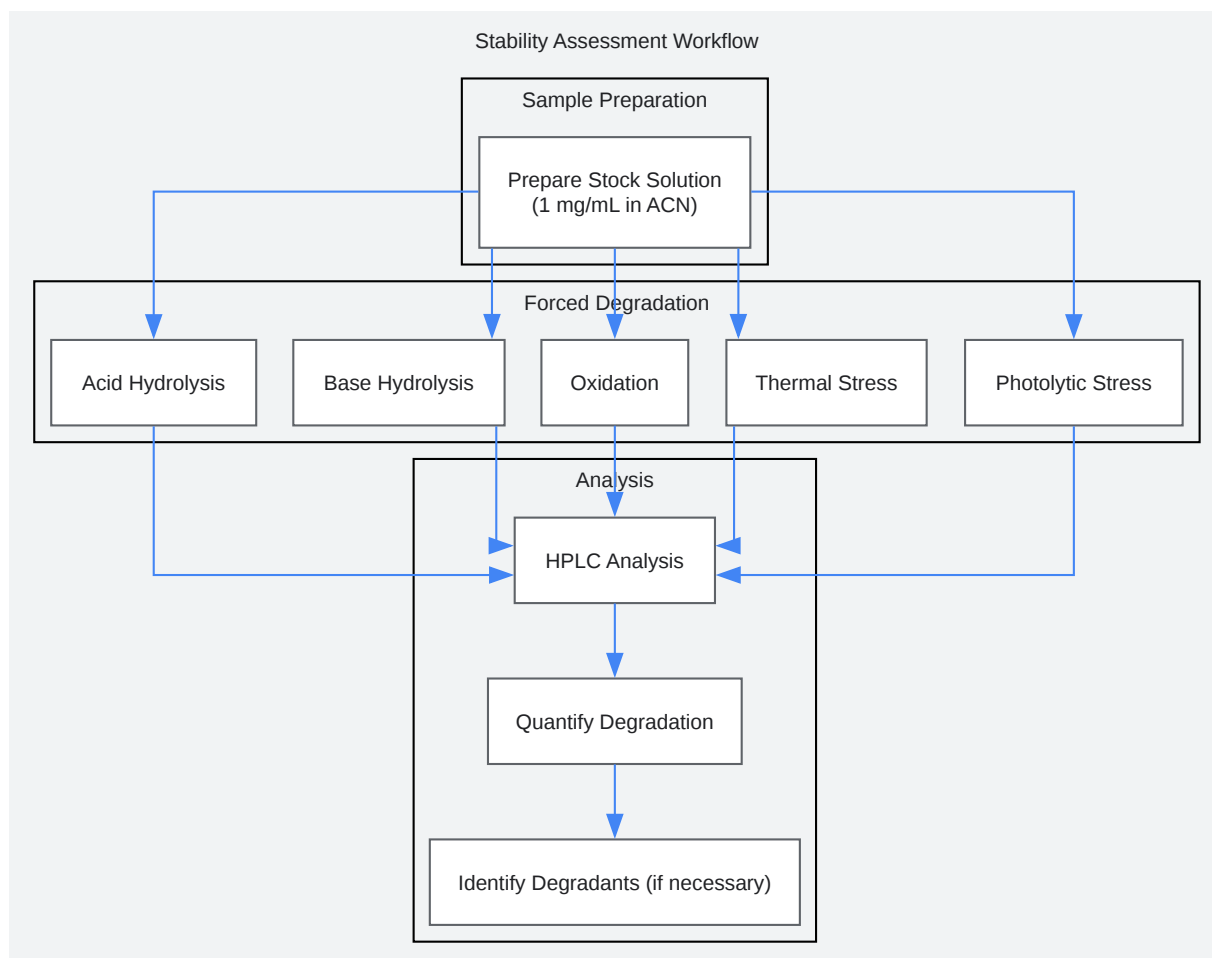 Stability Assessment Workflow
Sample Preparation
Prepare Stock Solution
(1 mg/mL in ACN)
Forced Degradation
Acid Hydrolysis
Base Hydrolysis
Oxidation
Thermal Stress
Photolytic Stress
Analysis
HPLC Analysis
Quantify Degradation
Identify Degradants (if necessary)